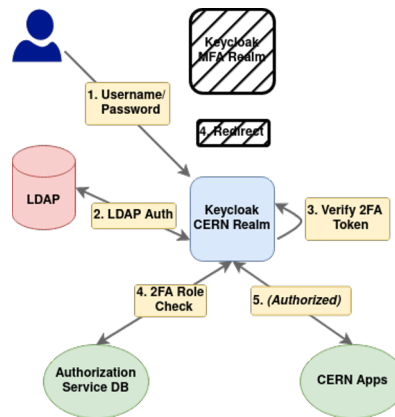 Keycloak
MFA Realm
1. Username/
Password
4. Redirect
LDAP
2. LDAP Auth
Keycloak
CERN Realm
3. Verify 2FA
Token
4. 2FA Role
Check
5. (Authorized)
Authorization
Service DB
CERN Apps